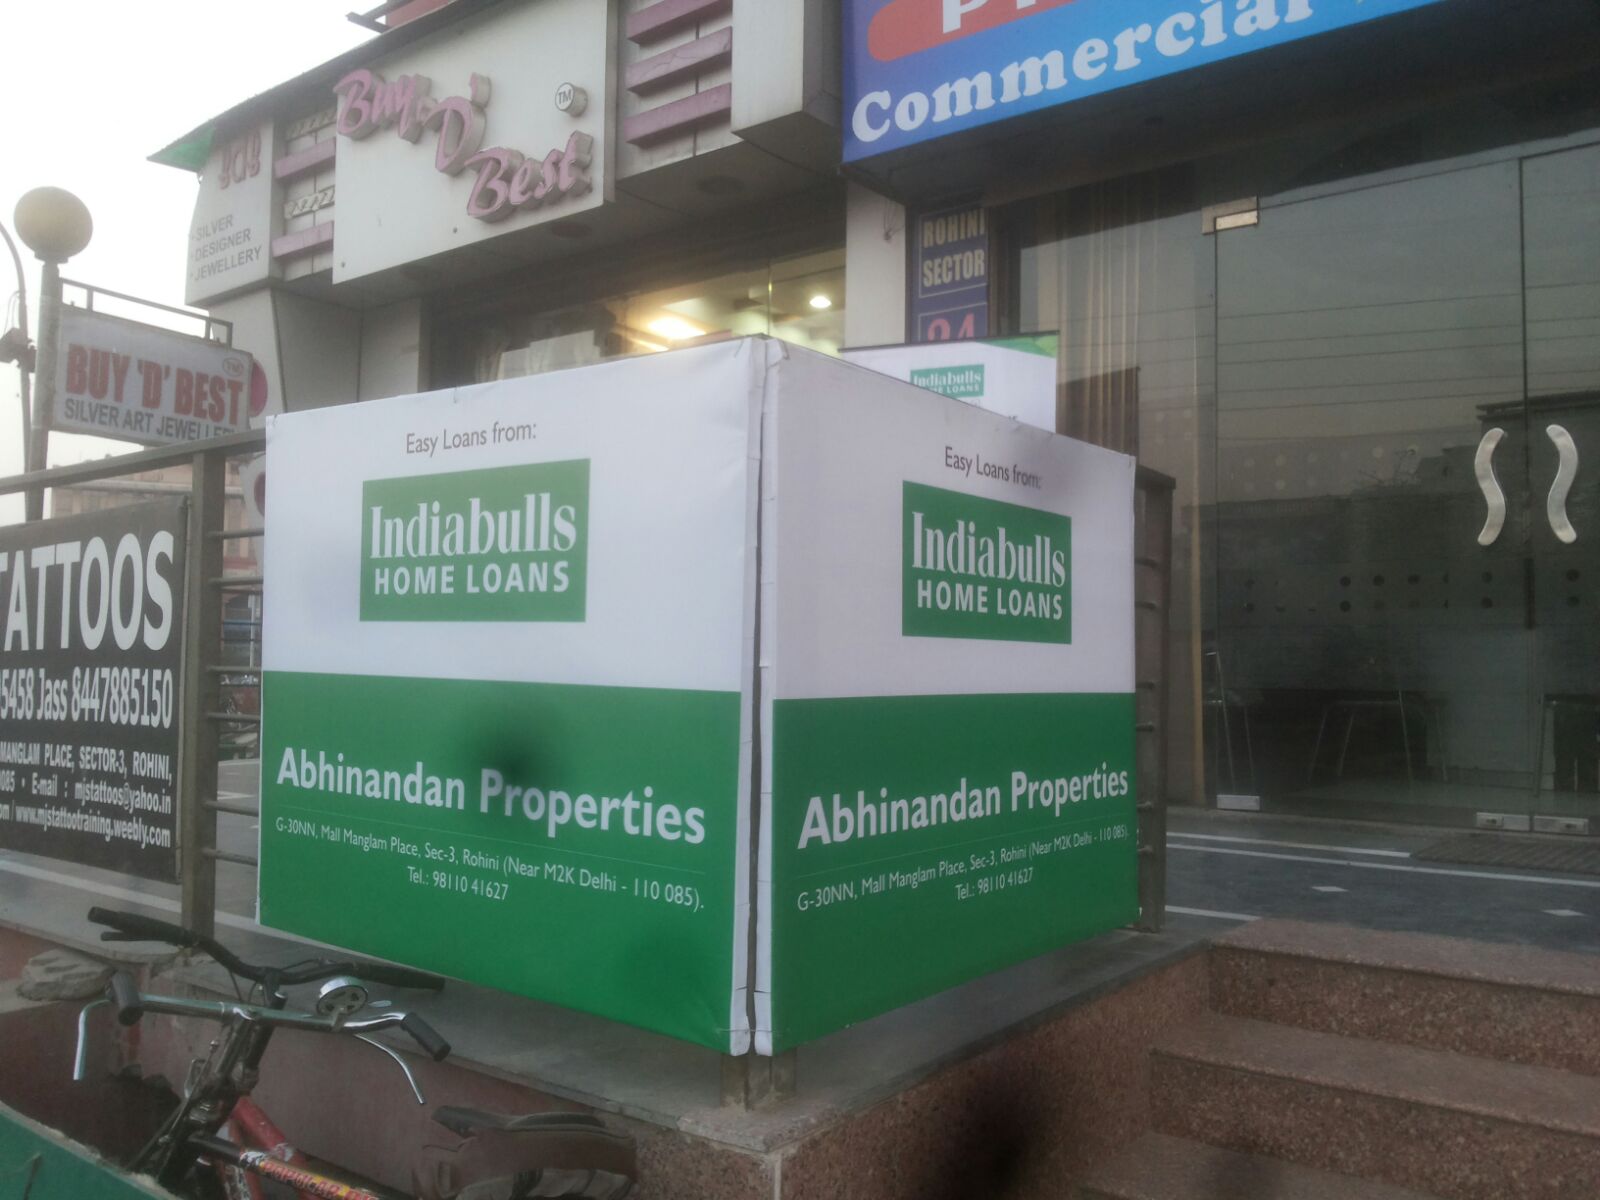 Commercial
Buy 'D'
Best
TM
SILVER
DESIGNER
JEWELLERY
ROHINI
SECTOR
24
BUY 'D' BEST
TM
SILVER ART
Indiabulls
HOME LOANS
Easy Loans from:
Indiabulls
HOME LOANS
Abhinandan Properties
G-30NN, Mall Manglam Place, Sec-3, Rohini (Near M2K Delhi - 110 085).
Tel.: 98110 41627
Easy Loans from:
Indiabulls
HOME LOANS
Abhinandan Properties
G-30NN, Mall Manglam Place, Sec-3, Rohini (Near M2K Delhi - 110 085).
Tel.: 98110 41627
TATTOOS
5458 Jass 8447885150
MANGLAM PLACE, SECTOR-3, ROHINI,
085 • E-mail : mjstattoos@yahoo.in
om / www.mjstattootraining.weebly.com